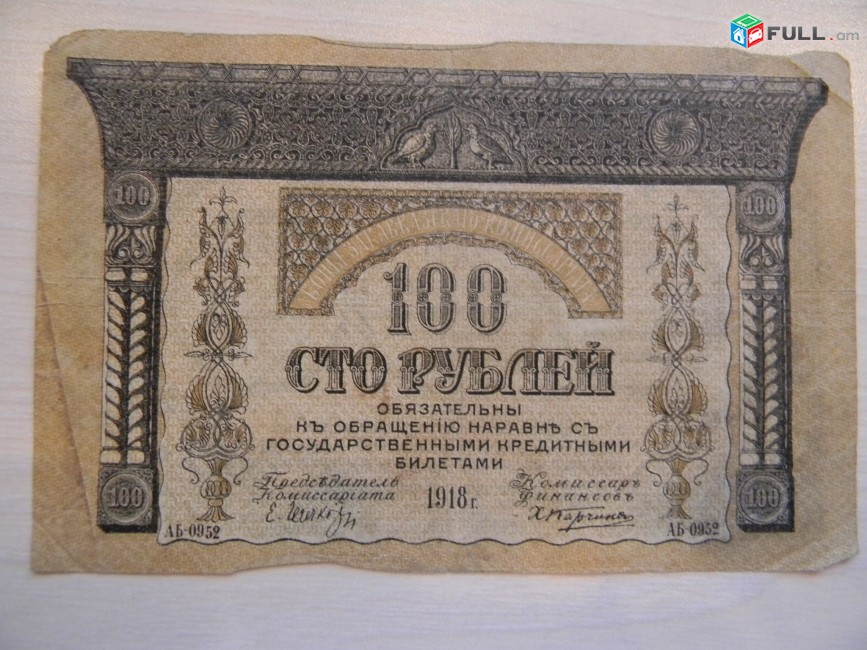 FULL.am
100 100
100
СТО РУБЛЕЙ
ОБЯЗАТЕЛЬНЫ
КЪ ОБРАЩЕНІЮ НАРАВНѢ СЪ
ГОСУДАРСТВЕННЫМИ КРЕДИТНЫМИ
БИЛЕТАМИ
Предсѣдатель
Комиссаріата
1918 г.
Комиссаръ
финансовъ
100 100
АБ-0952 АБ-0952